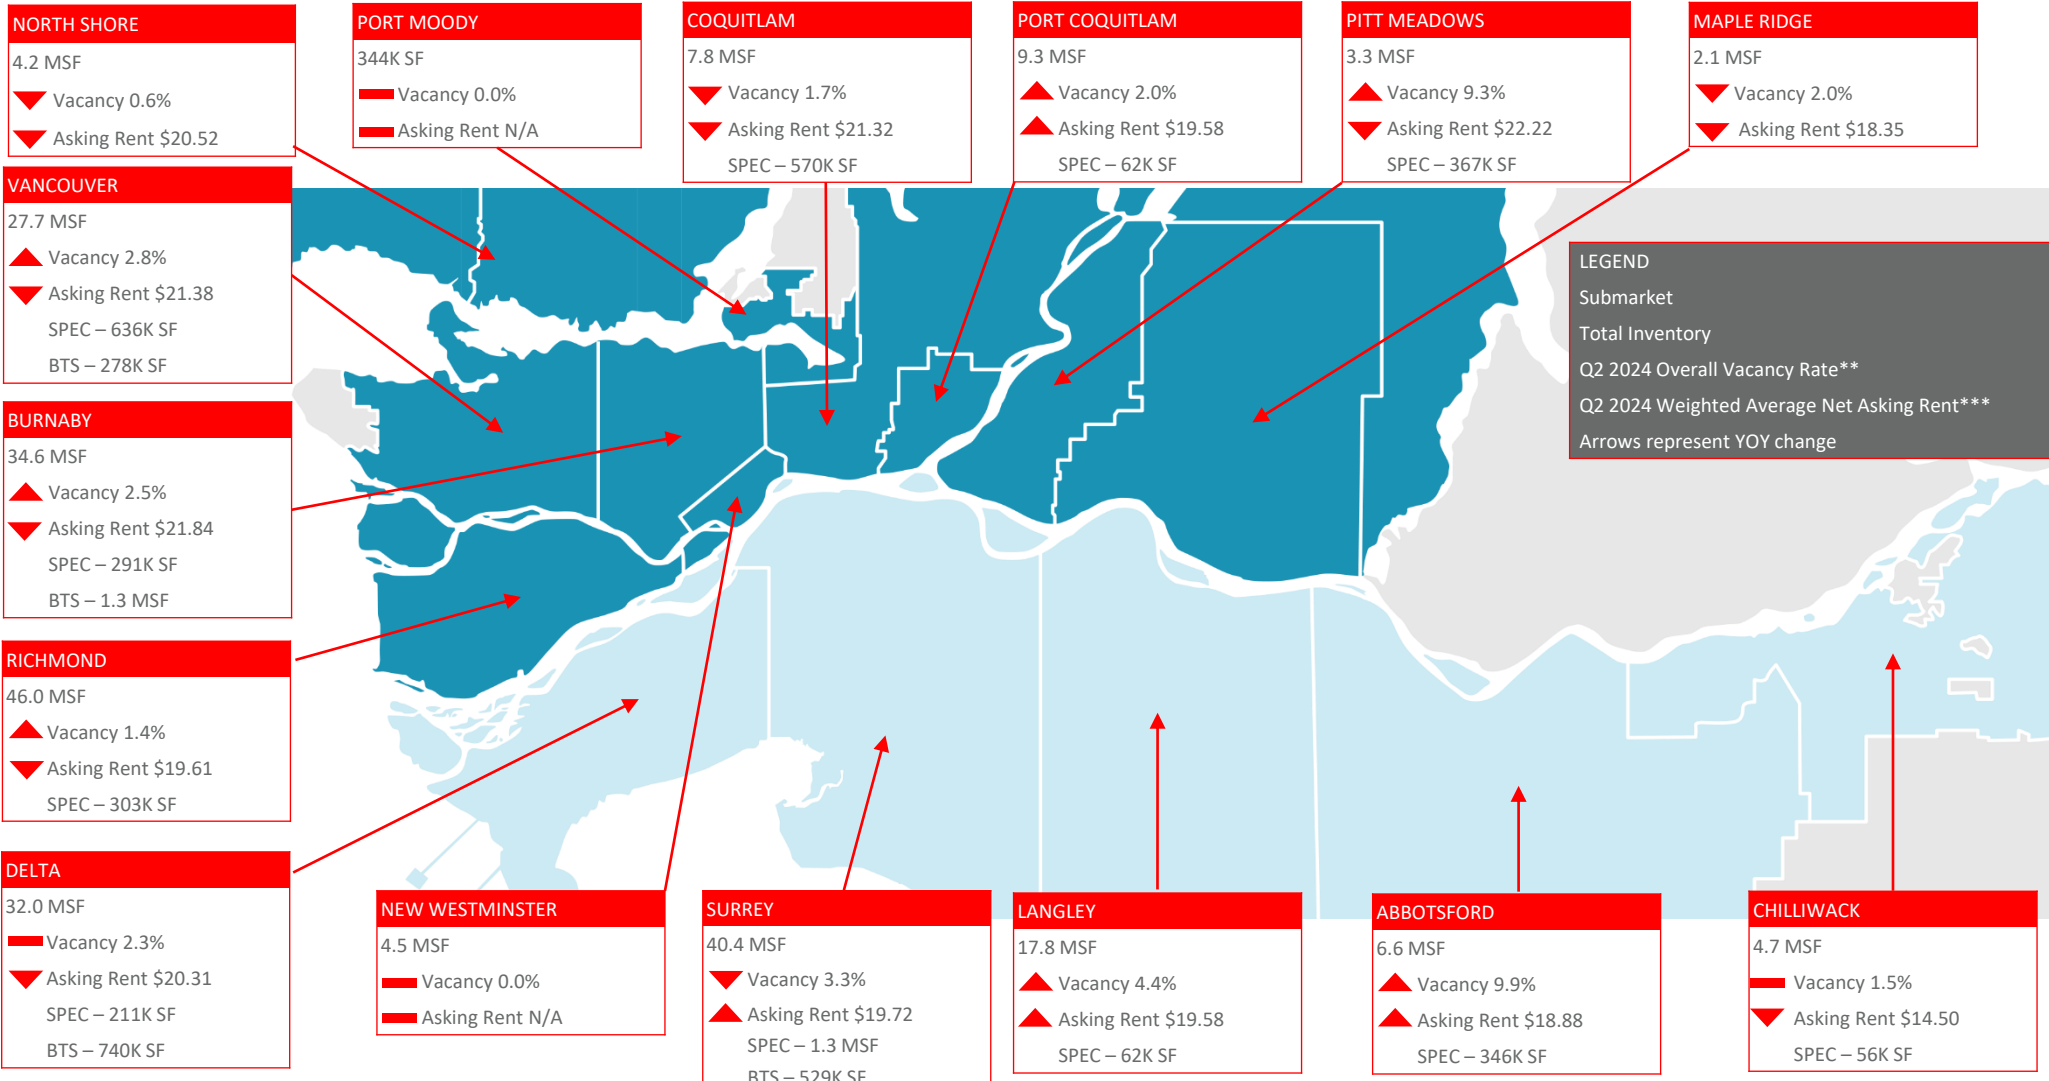 NORTH SHORE
4.2 MSF
Vacancy 0.6%
Asking Rent $20.52
PORT MOODY
344K SF
Vacancy 0.0%
Asking Rent N/A
COQUITLAM
7.8 MSF
Vacancy 1.7%
Asking Rent $21.32
SPEC – 570K SF
PORT COQUITLAM
9.3 MSF
Vacancy 2.0%
Asking Rent $19.58
SPEC – 62K SF
PITT MEADOWS
3.3 MSF
Vacancy 9.3%
Asking Rent $22.22
SPEC – 367K SF
MAPLE RIDGE
2.1 MSF
Vacancy 2.0%
Asking Rent $18.35
VANCOUVER
27.7 MSF
Vacancy 2.8%
Asking Rent $21.38
SPEC – 636K SF
BTS – 278K SF
LEGEND
Submarket
Total Inventory
Q2 2024 Overall Vacancy Rate**
Q2 2024 Weighted Average Net Asking Rent***
Arrows represent YOY change
BURNABY
34.6 MSF
Vacancy 2.5%
Asking Rent $21.84
SPEC – 291K SF
BTS – 1.3 MSF
RICHMOND
46.0 MSF
Vacancy 1.4%
Asking Rent $19.61
SPEC – 303K SF
DELTA
32.0 MSF
Vacancy 2.3%
Asking Rent $20.31
SPEC – 211K SF
BTS – 740K SF
NEW WESTMINSTER
4.5 MSF
Vacancy 0.0%
Asking Rent N/A
SURREY
40.4 MSF
Vacancy 3.3%
Asking Rent $19.72
SPEC – 1.3 MSF
BTS – 529K SF
LANGLEY
17.8 MSF
Vacancy 4.4%
Asking Rent $19.58
SPEC – 62K SF
ABBOTSFORD
6.6 MSF
Vacancy 9.9%
Asking Rent $18.88
SPEC – 346K SF
CHILLIWACK
4.7 MSF
Vacancy 1.5%
Asking Rent $14.50
SPEC – 56K SF